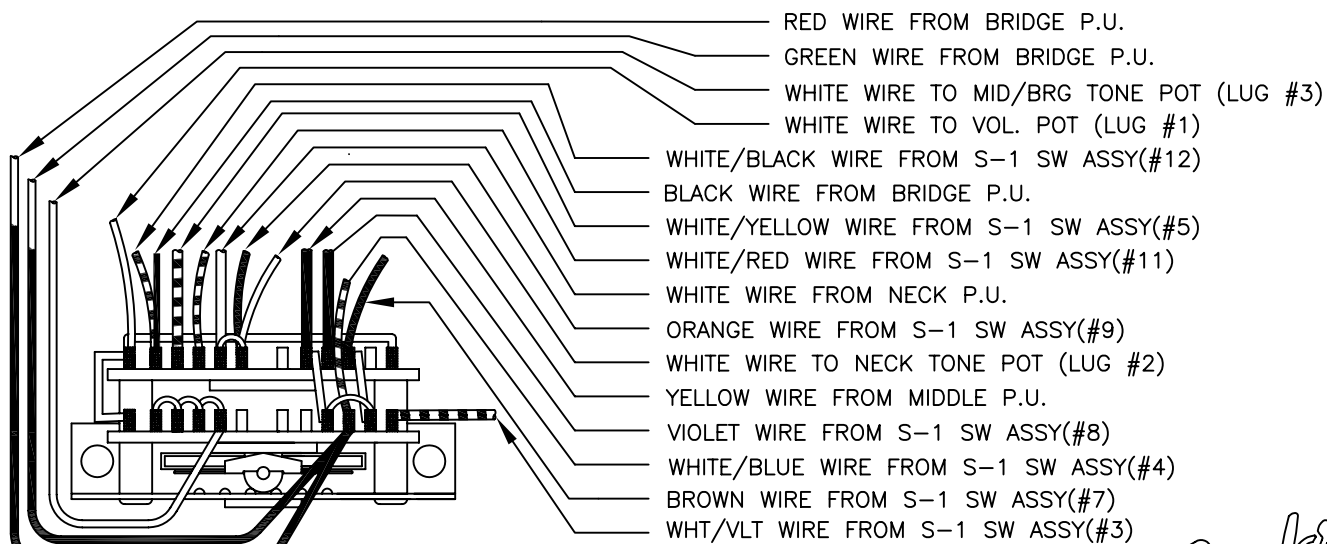 RED WIRE FROM BRIDGE P.U.
GREEN WIRE FROM BRIDGE P.U.
WHITE WIRE TO MID/BRG TONE POT (LUG #3)
WHITE WIRE TO VOL. POT (LUG #1)
WHITE/BLACK WIRE FROM S-1 SW ASSY(#12)
BLACK WIRE FROM BRIDGE P.U.
WHITE/YELLOW WIRE FROM S-1 SW ASSY(#5)
WHITE/RED WIRE FROM S-1 SW ASSY(#11)
WHITE WIRE FROM NECK P.U.
ORANGE WIRE FROM S-1 SW ASSY(#9)
WHITE WIRE TO NECK TONE POT (LUG #2)
YELLOW WIRE FROM MIDDLE P.U.
VIOLET WIRE FROM S-1 SW ASSY(#8)
WHITE/BLUE WIRE FROM S-1 SW ASSY(#4)
BROWN WIRE FROM S-1 SW ASSY(#7)
WHT/VLT WIRE FROM S-1 SW ASSY(#3)